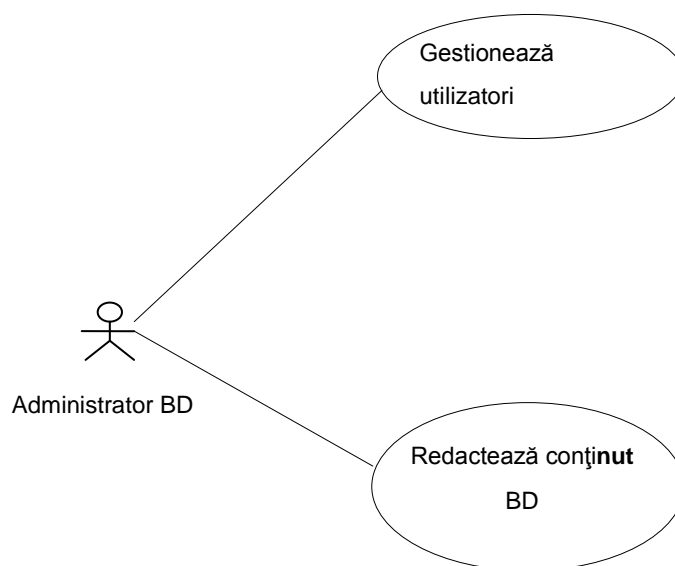 Gestionează
utilizatori
Administrator BD
Redactează conţinut
BD